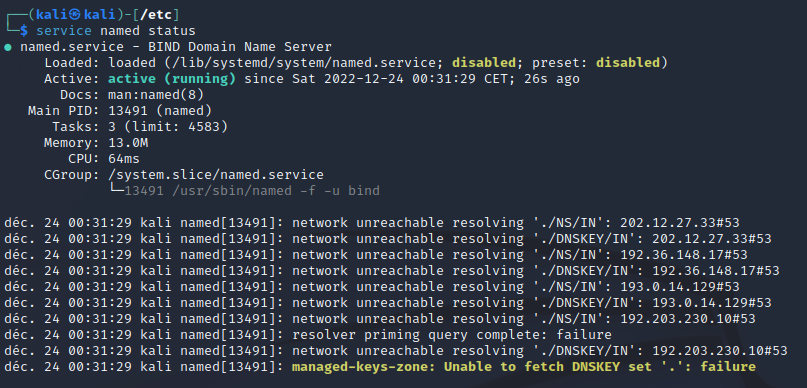 ┌──(kali㉿kali)-[/etc]
└─$ service named status
● named.service - BIND Domain Name Server
     Loaded: loaded (/lib/systemd/system/named.service; disabled; preset: disabled)
     Active: active (running) since Sat 2022-12-24 00:31:29 CET; 26s ago
       Docs: man:named(8)
   Main PID: 13491 (named)
      Tasks: 3 (limit: 4583)
     Memory: 13.0M
        CPU: 64ms
     CGroup: /system.slice/named.service
             └─13491 /usr/sbin/named -f -u bind

déc. 24 00:31:29 kali named[13491]: network unreachable resolving './NS/IN': 202.12.27.33#53
déc. 24 00:31:29 kali named[13491]: network unreachable resolving './DNSKEY/IN': 202.12.27.33#53
déc. 24 00:31:29 kali named[13491]: network unreachable resolving './NS/IN': 192.36.148.17#53
déc. 24 00:31:29 kali named[13491]: network unreachable resolving './DNSKEY/IN': 192.36.148.17#53
déc. 24 00:31:29 kali named[13491]: network unreachable resolving './NS/IN': 193.0.14.129#53
déc. 24 00:31:29 kali named[13491]: network unreachable resolving './DNSKEY/IN': 193.0.14.129#53
déc. 24 00:31:29 kali named[13491]: network unreachable resolving './NS/IN': 192.203.230.10#53
déc. 24 00:31:29 kali named[13491]: resolver priming query complete: failure
déc. 24 00:31:29 kali named[13491]: network unreachable resolving './DNSKEY/IN': 192.203.230.10#53
déc. 24 00:31:29 kali named[13491]: managed-keys-zone: Unable to fetch DNSKEY set '.': failure